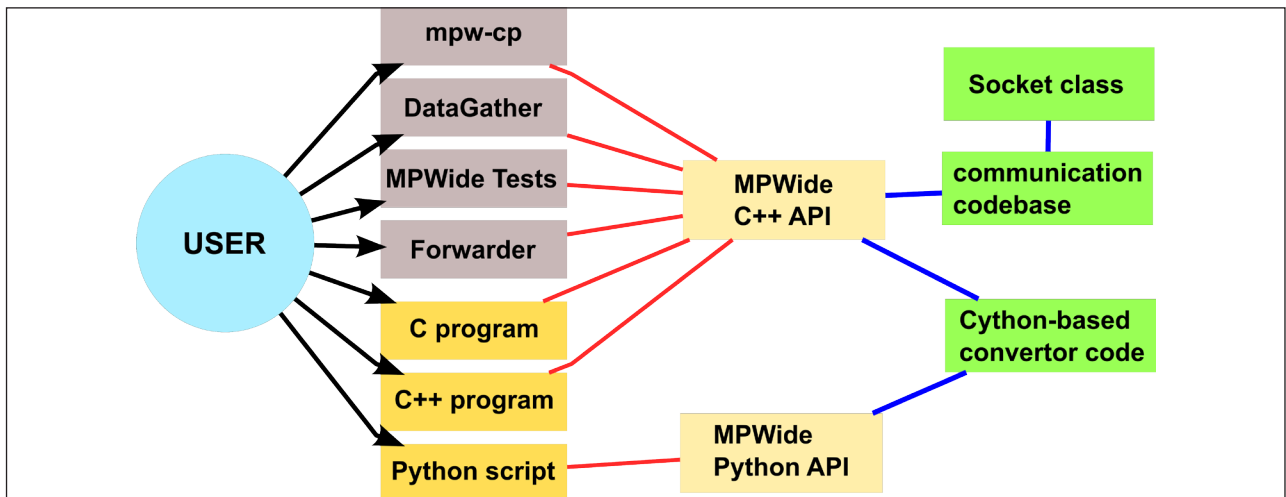 mpw-cp
DataGather
MPWide Tests
Forwarder
C program
C++ program
Python script
USER
MPWide
C++ API
MPWide
Python API
Socket class
communication
codebase
Cython-based
convertor code